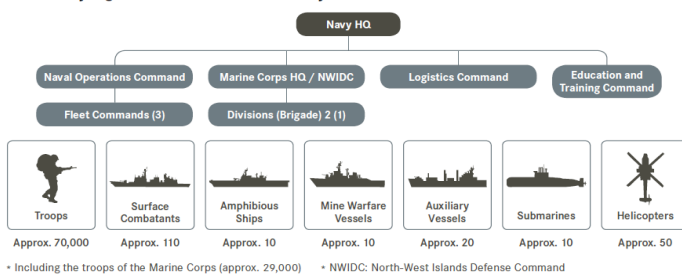 Navy HQ
Naval Operations Command
Marine Corps HQ / NWIDC
Logistics Command
Education and
Training Command
Fleet Commands (3)
Divisions (Brigade) 2 (1)
Troops
Surface
Combatants
Amphibious
Ships
Mine Warfare
Vessels
Auxiliary
Vessels
Submarines
Helicopters
Approx. 70,000
Approx. 110
Approx. 10
Approx. 10
Approx. 20
Approx. 10
Approx. 50
* Including the troops of the Marine Corps (approx. 29,000) * NWIDC: North-West Islands Defense Command